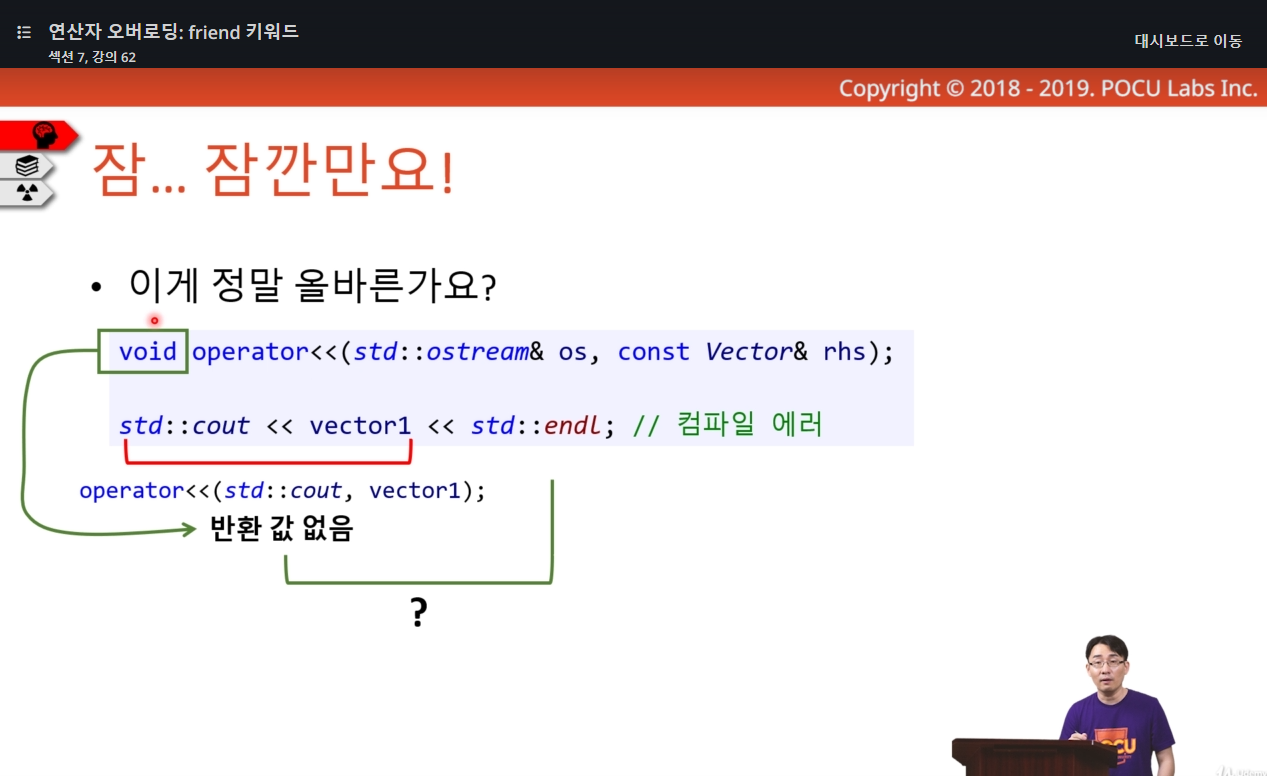 연산자 오버로딩: friend 키워드
섹션 7, 강의 62
대시보드로 이동
Copyright © 2018 - 2019. POCU Labs Inc.
잠... 잠깐만요!
• 이게 정말 올바른가요?
void operator<<(std::ostream& os, const Vector& rhs);
std::cout << vector1 << std::endl; // 컴파일 에러
operator<<(std::cout, vector1);
반환 값 없음
?